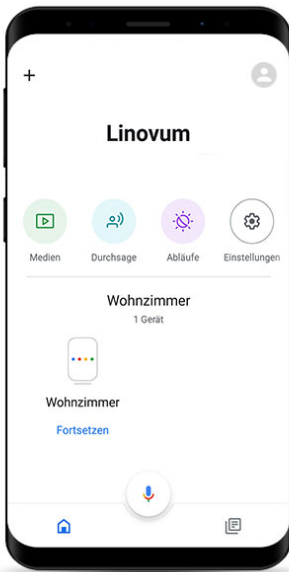 Linovum
Medien Durchsage Abläufe Einstellungen
Wohnzimmer
1 Gerät
Wohnzimmer
Fortsetzen